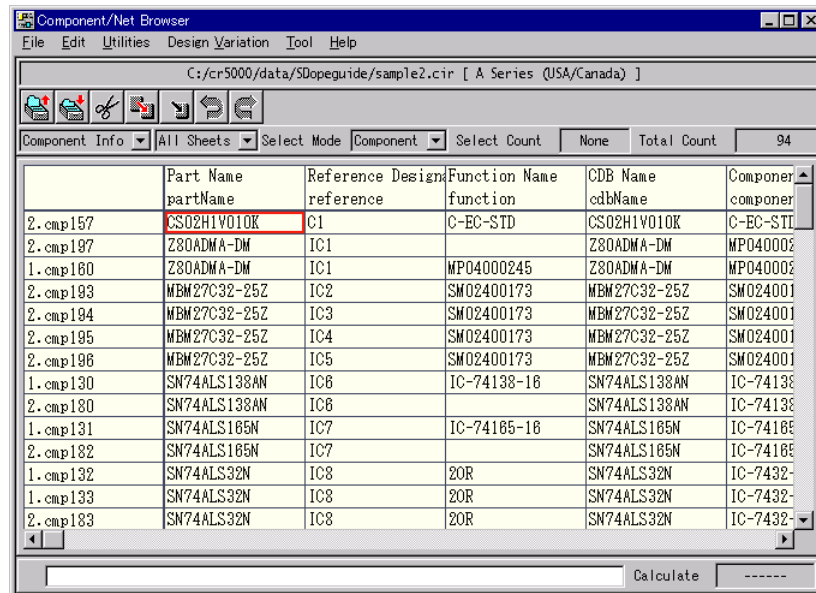 Component/Net Browser
File Edit Utilities Design Variation Tool Help
C:/cr5000/data/SDopeguide/sample2.cir [ A Series (USA/Canada) ]
Component Info All Sheets Select Mode Component Select Count None Total Count 94
Part Name Reference Design Function Name CDB Name Componen
partName reference function cdbName componen
2.cmp157 CS02H1V010K C1 C-EC-STD CS02H1V010K C-EC-STD
2.cmp197 Z80ADMA-DM IC1 Z80ADMA-DM MP040002
1.cmp160 Z80ADMA-DM IC1 MP04000245 Z80ADMA-DM MP040002
2.cmp193 MBM27C32-25Z IC2 SM02400173 MBM27C32-25Z SM024001
2.cmp194 MBM27C32-25Z IC3 SM02400173 MBM27C32-25Z SM024001
2.cmp195 MBM27C32-25Z IC4 SM02400173 MBM27C32-25Z SM024001
2.cmp196 MBM27C32-25Z IC5 SM02400173 MBM27C32-25Z SM024001
1.cmp130 SN74ALS138AN IC6 IC-74138-16 SN74ALS138AN IC-74138
2.cmp180 SN74ALS138AN IC6 SN74ALS138AN IC-74138
1.cmp131 SN74ALS165N IC7 IC-74165-16 SN74ALS165N IC-74165
2.cmp182 SN74ALS165N IC7 SN74ALS165N IC-74165
1.cmp132 SN74ALS32N IC8 2OR SN74ALS32N IC-7432-
1.cmp133 SN74ALS32N IC8 2OR SN74ALS32N IC-7432-
2.cmp183 SN74ALS32N IC8 2OR SN74ALS32N IC-7432-
Calculate ------